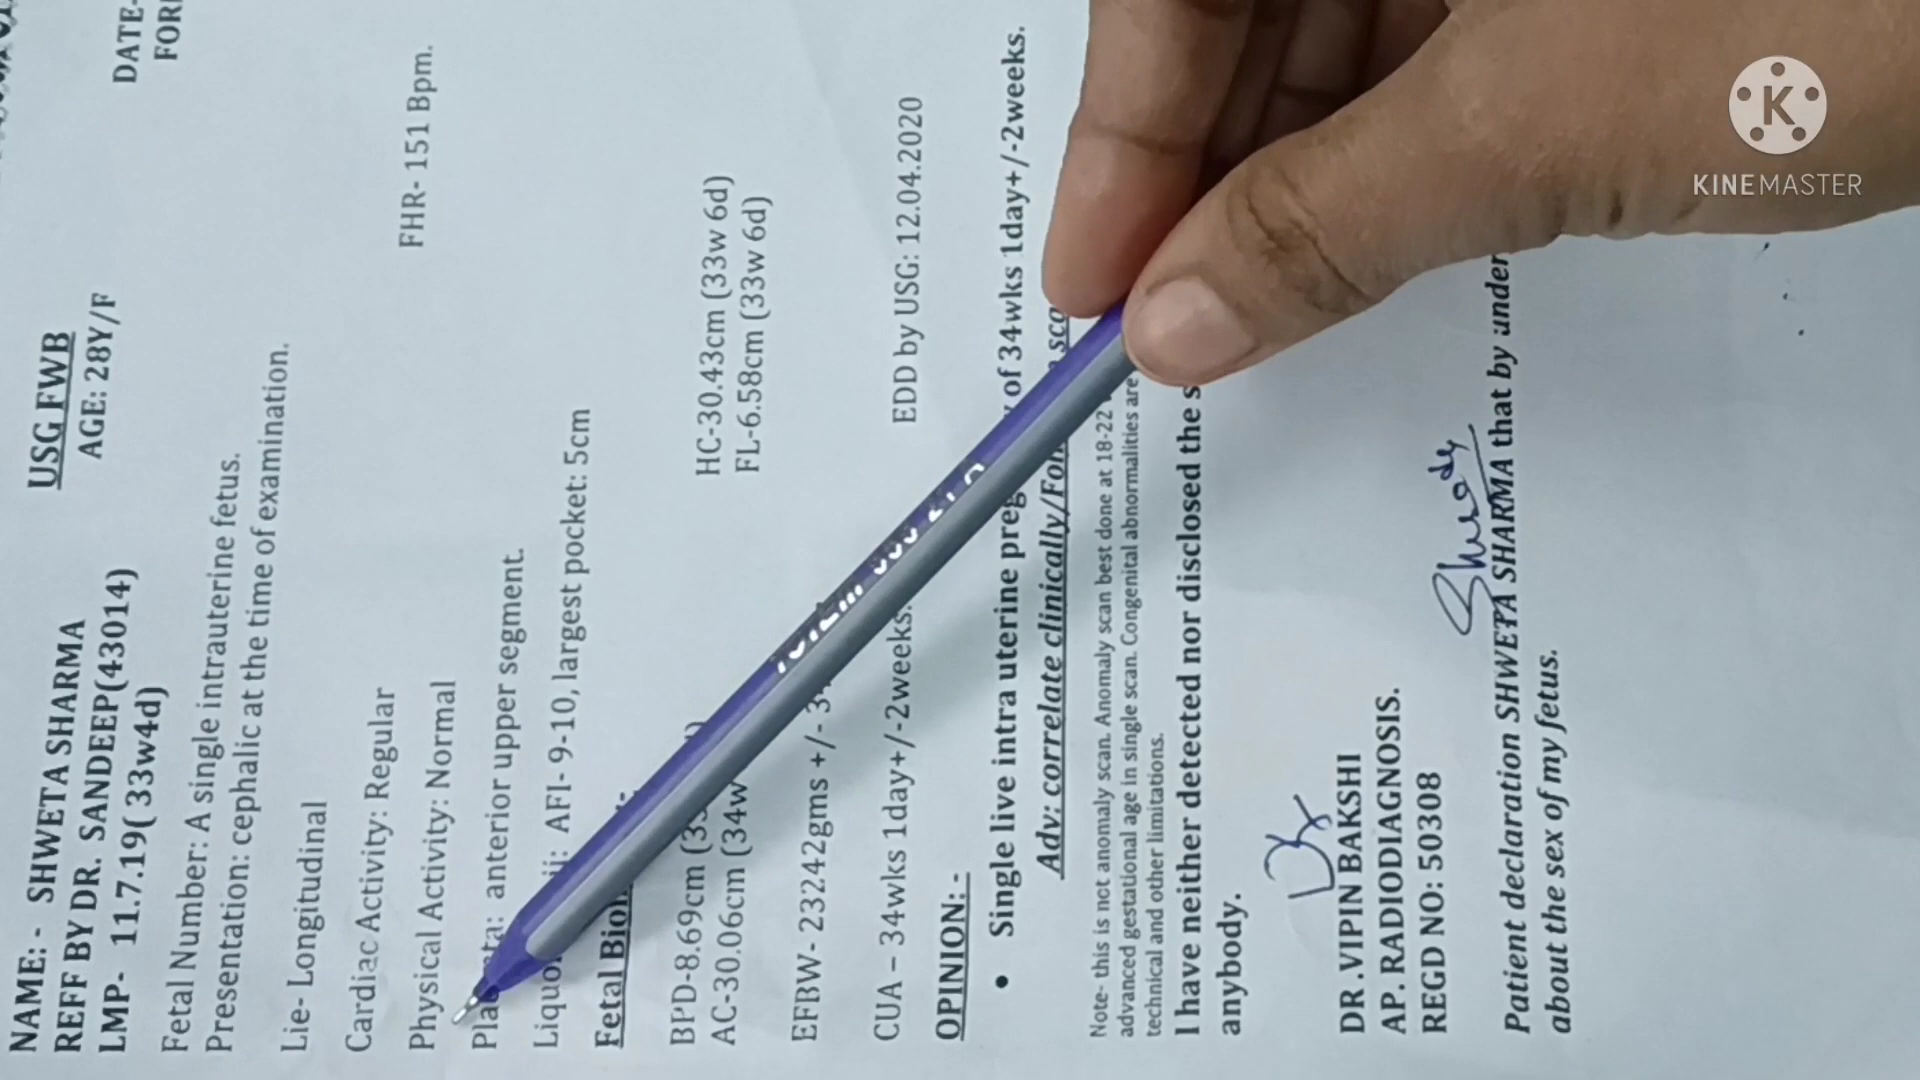 USG FWB
DATE-
NAME: - SHWETA SHARMA AGE: 28Y/F
REFF BY DR. SANDEEP(43014)
LMP- 11.7.19( 33w4d)
Fetal Number: A single intrauterine fetus.
Presentation: cephalic at the time of examination.
Lie- Longitudinal
Cardiac Activity: Regular FHR- 151 Bpm.
Physical Activity: Normal
anterior upper segment.
AFI- 9-10, largest pocket: 5cm
Fetal
BPD-8.69cm HC-30.43cm (33w 6d)
AC-30.06cm (34w FL-6.58cm (33w 6d)
EFBW- 23242gms +/-
CUA – 34wks 1day+/-2weeks. EDD by USG: 12.04.2020
OPINION: -
• Single live intra uterine of 34wks 1day+/-2weeks.
Adv: correlate clinically/
Note- this is not anomaly scan. Anomaly scan best done at 18-22
advanced gestational age in single scan. Congenital abnormalities are
technical and other limitations.
I have neither detected nor disclosed the
anybody.
DR .VIPIN BAKSHI
AP. RADIODIAGNOSIS.
REGD NO: 50308
Patient declaration SHWETA SHARMA that by under
about the sex of my fetus.
K
KINEMASTER